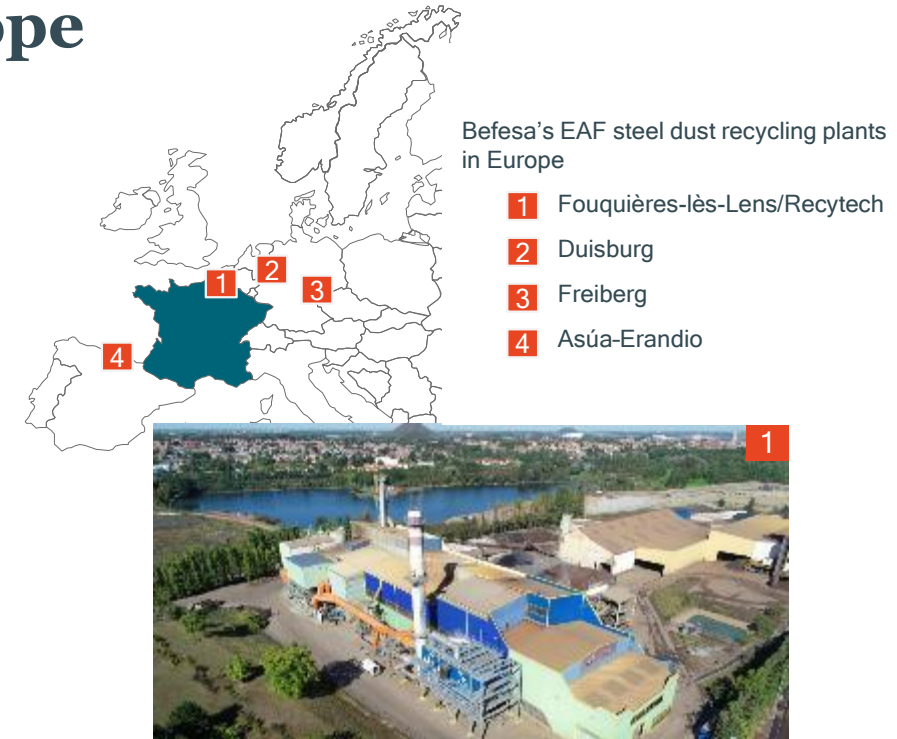 ope
Befesa's EAF steel dust recycling plants
in Europe
1 Fouquières-lès-Lens/Recytech
2 Duisburg
3 Freiberg
4 Asúa-Erandio
1
2
3
4
1